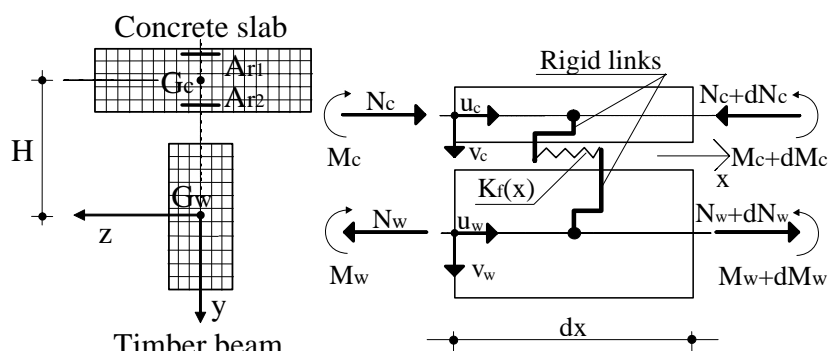 Concrete slab
Ar1
Gc
Ar2
H
Gw
z
y
Timber beam
Rigid links
Nc
uc
Nc+dNc
Mc
vc
Kf(x)
Mc+dMc
x
Nw
uw
Nw+dNw
Mw
vw
Mw+dMw
dx